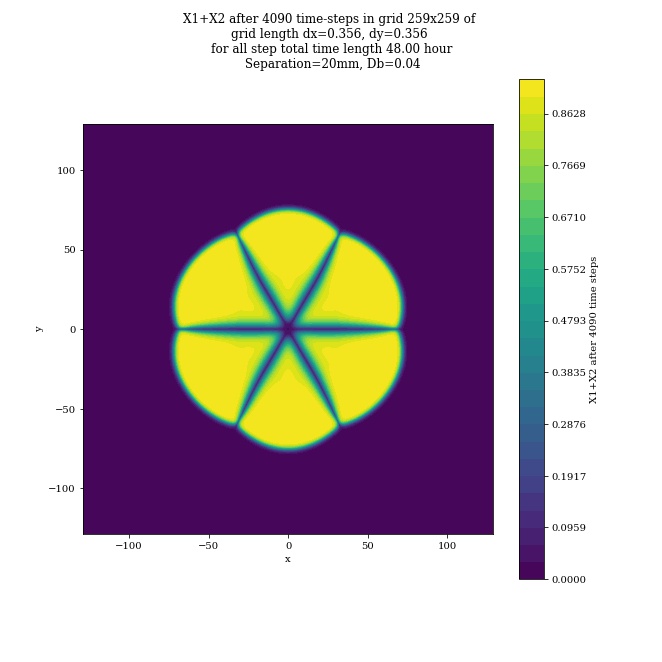 X1+X2 after 4090 time-steps in grid 259x259 of
grid length dx=0.356, dy=0.356
for all step total time length 48.00 hour
Separation=20mm, Db=0.04
100
50
0
−50
−100
y
−100
−50
0
50
100
x
0.8628
0.7669
0.6710
0.5752
0.4793
0.3835
0.2876
0.1917
0.0959
0.0000
X1+X2 after 4090 time steps